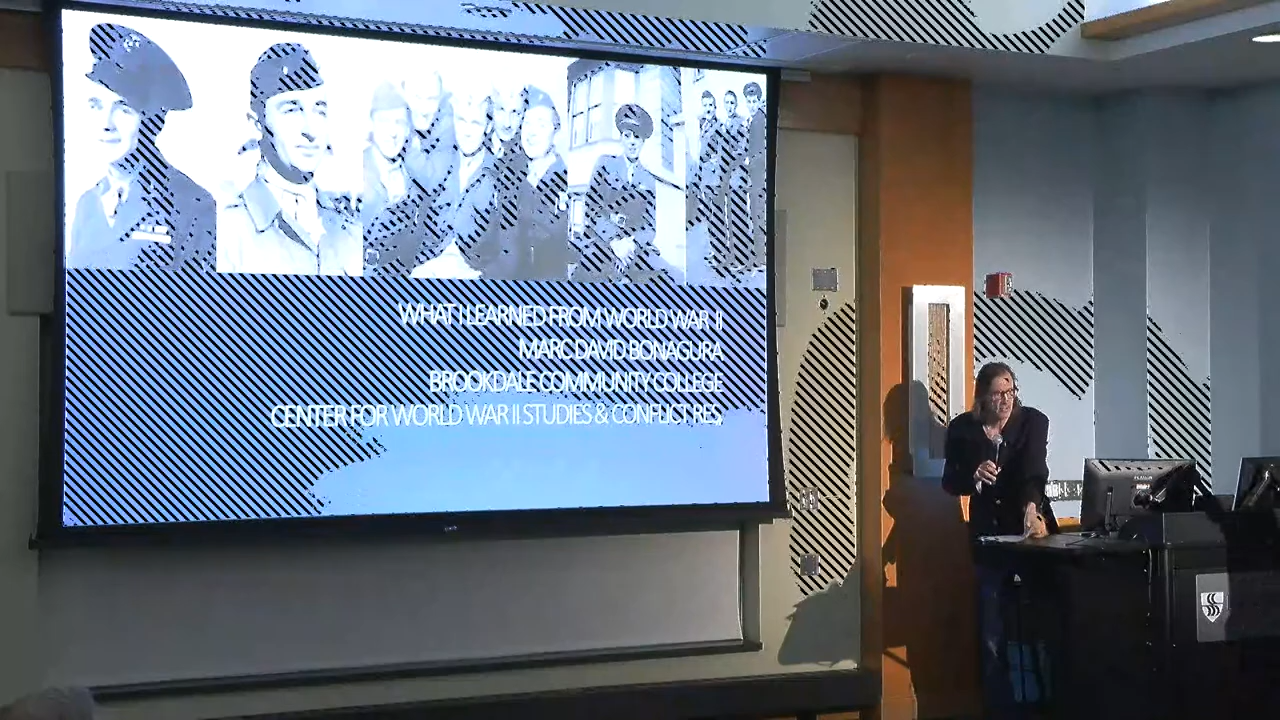 WHAT I LEARNED FROM WORLD WAR II
MARC DAVID BONAGURA
BROOKDALE COMMUNITY COLLEGE
CENTER FOR WORLD WAR II STUDIES & CONFLICT RES,